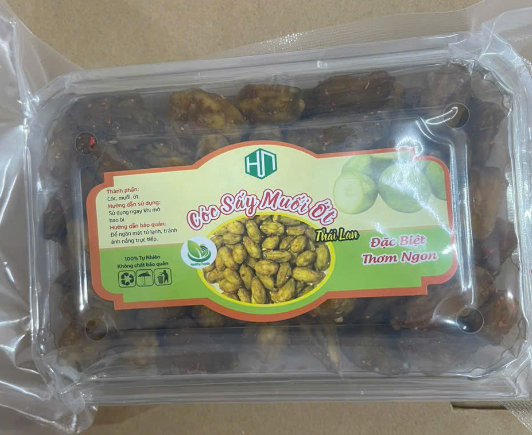 HN
Cóc Sấy Muối Ớt
Thái Lan
Đặc Biệt
Thơm Ngon
Thành phần:
Cóc, muối, ớt.
Hướng dẫn sử dụng:
Sử dụng ngay khi mở
bao bì
Hướng dẫn bảo quản:
Để ngăn mát tủ lạnh, tránh
ánh nắng trực tiếp.
100% Tự Nhiên
Không chất bảo quản